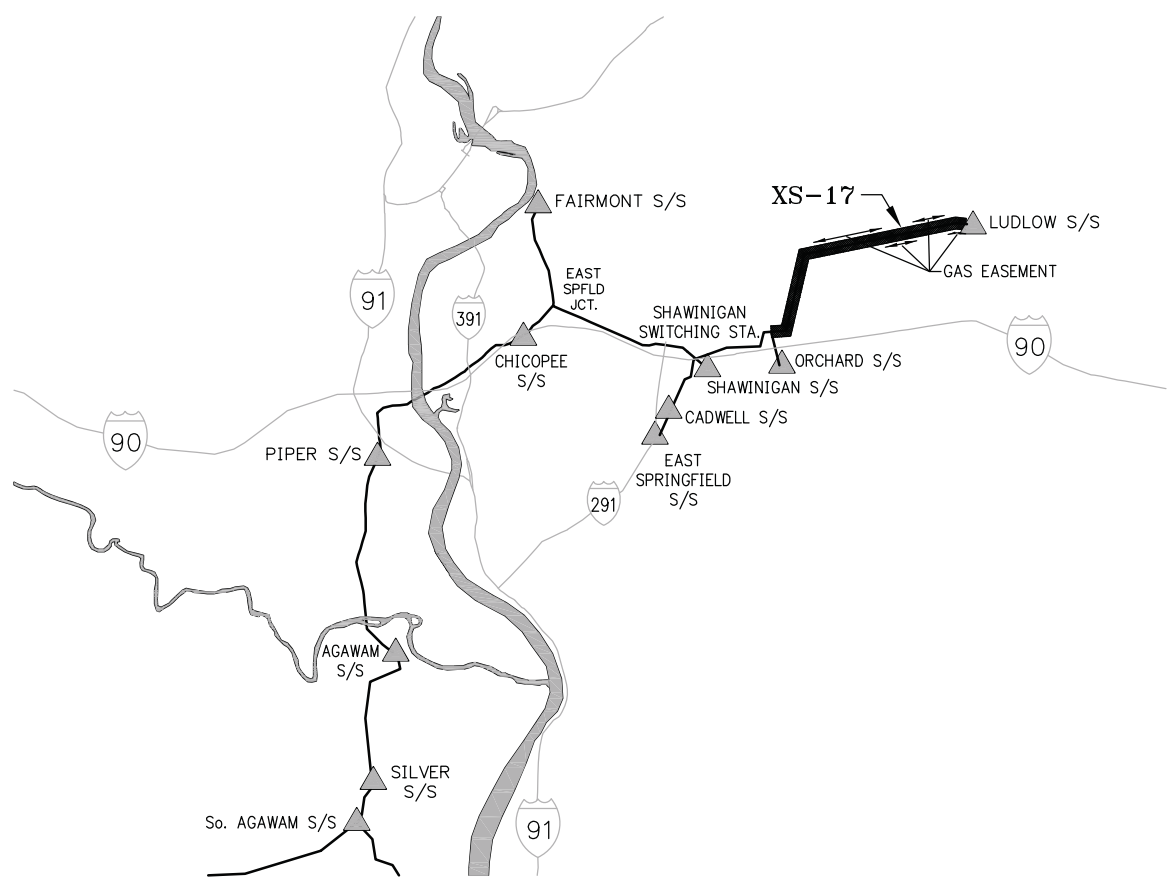 XS-17
FAIRMONT S/S
LUDLOW S/S
GAS EASEMENT
EAST
SPFLD
JCT.
91
391
SHAWINIGAN
SWITCHING STA.
90
CHICOPEE
S/S
ORCHARD S/S
SHAWINIGAN S/S
CADWELL S/S
90
PIPER S/S
EAST
SPRINGFIELD
S/S
291
AGAWAM
S/S
SILVER
S/S
So. AGAWAM S/S
91